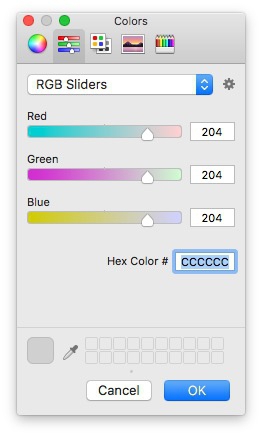 Colors
RGB Sliders
Red
204
Green
204
Blue
204
Hex Color # CCCCCC
Cancel OK